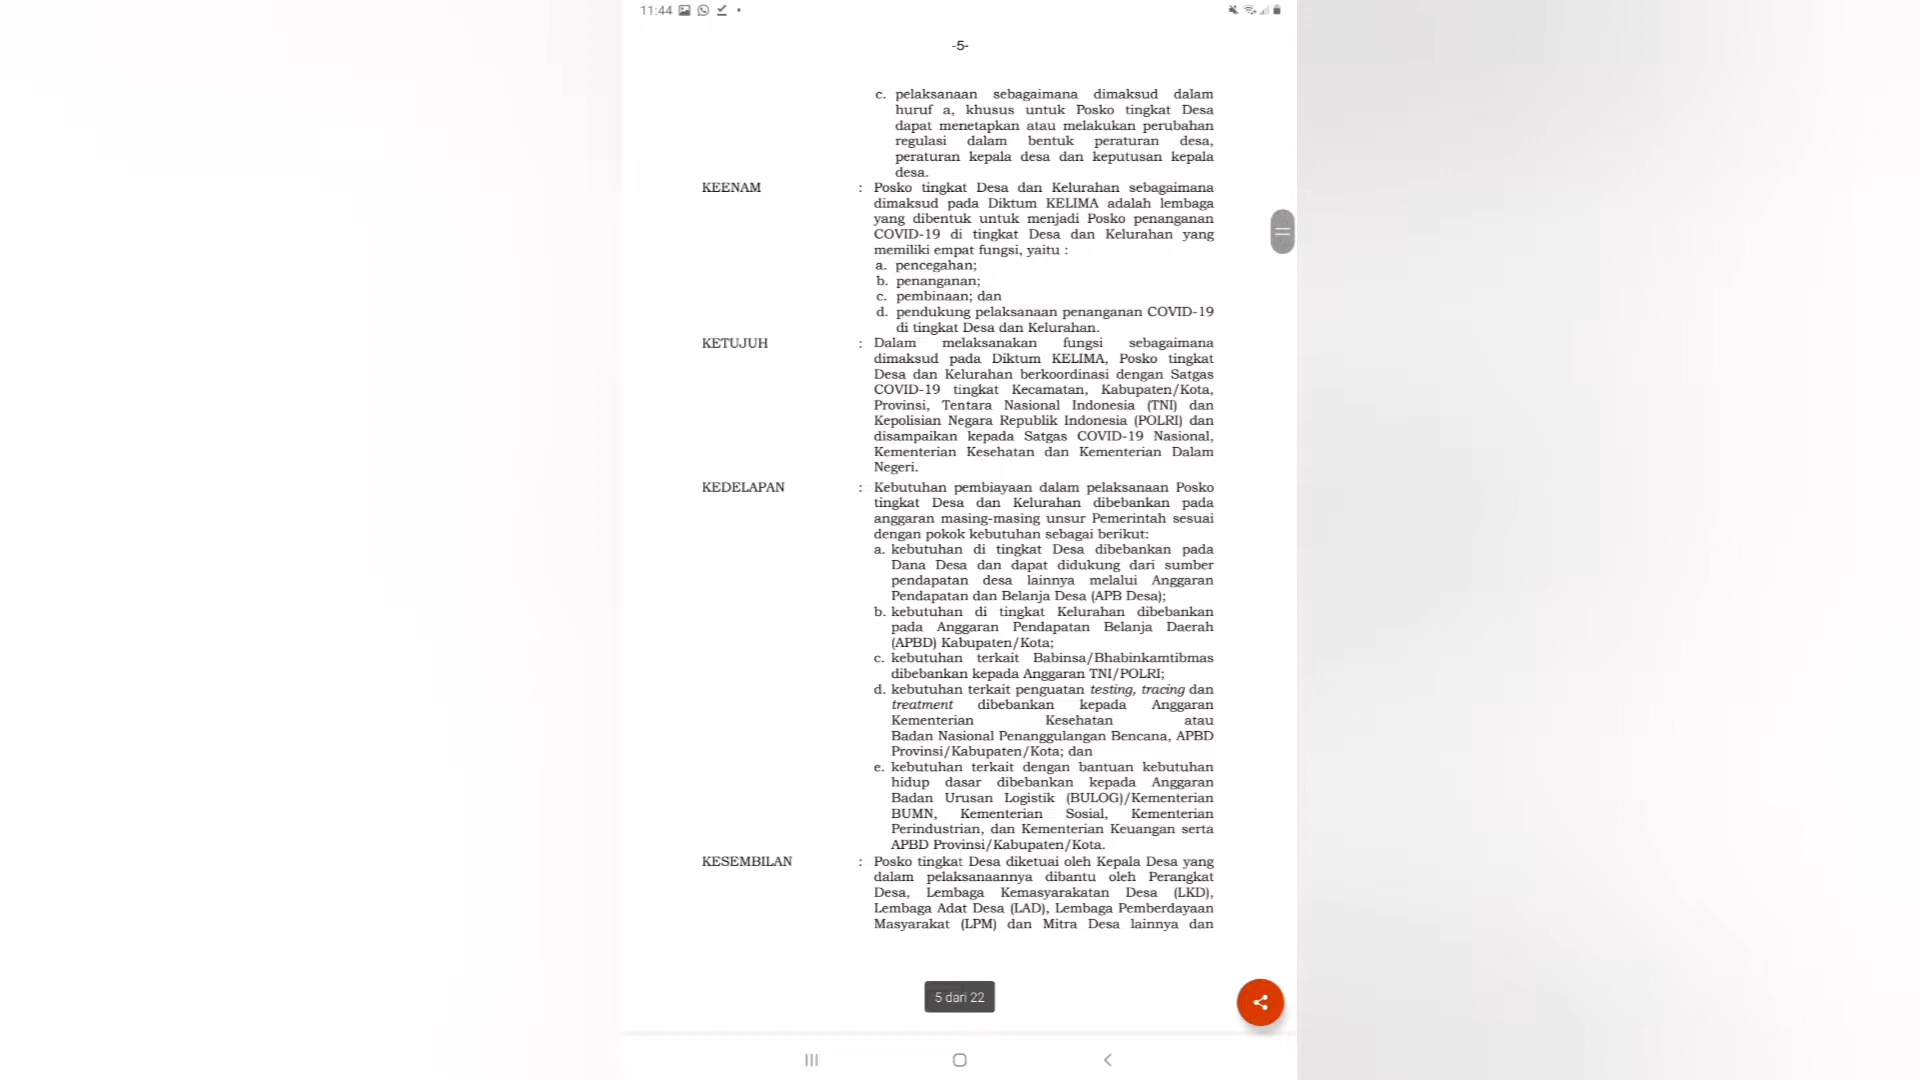 11:44
-5-
c. pelaksanaan sebagaimana dimaksud dalam
huruf a, khusus untuk Posko tingkat Desa
dapat menetapkan atau melakukan perubahan
regulasi dalam bentuk peraturan desa,
peraturan kepala desa dan keputusan kepala
desa.
KEENAM : Posko tingkat Desa dan Kelurahan sebagaimana
dimaksud pada Diktum KELIMA adalah lembaga
yang dibentuk untuk menjadi Posko penanganan
COVID-19 di tingkat Desa dan Kelurahan yang
memiliki empat fungsi, yaitu :
a. pencegahan;
b. penanganan;
c. pembinaan; dan
d. pendukung pelaksanaan penanganan COVID-19
di tingkat Desa dan Kelurahan.
KETUJUH : Dalam melaksanakan fungsi sebagaimana
dimaksud pada Diktum KELIMA, Posko tingkat
Desa dan Kelurahan berkoordinasi dengan Satgas
COVID-19 tingkat Kecamatan, Kabupaten/Kota,
Provinsi, Tentara Nasional Indonesia (TNI) dan
Kepolisian Negara Republik Indonesia (POLRI) dan
disampaikan kepada Satgas COVID-19 Nasional,
Kementerian Kesehatan dan Kementerian Dalam
Negeri.
KEDELAPAN : Kebutuhan pembiayaan dalam pelaksanaan Posko
tingkat Desa dan Kelurahan dibebankan pada
anggaran masing-masing unsur Pemerintah sesuai
dengan pokok kebutuhan sebagai berikut:
a. kebutuhan di tingkat Desa dibebankan pada
Dana Desa dan dapat didukung dari sumber
pendapatan desa lainnya melalui Anggaran
Pendapatan dan Belanja Desa (APB Desa);
b. kebutuhan di tingkat Kelurahan dibebankan
pada Anggaran Pendapatan Belanja Daerah
(APBD) Kabupaten/Kota;
c. kebutuhan terkait Babinsa/Bhabinkamtibmas
dibebankan kepada Anggaran TNI/POLRI;
d. kebutuhan terkait penguatan testing, tracing dan
treatment dibebankan kepada Anggaran
Kementerian Kesehatan atau
Badan Nasional Penanggulangan Bencana, APBD
Provinsi/Kabupaten/Kota; dan
e. kebutuhan terkait dengan bantuan kebutuhan
hidup dasar dibebankan kepada Anggaran
Badan Urusan Logistik (BULOG)/Kementerian
BUMN, Kementerian Sosial, Kementerian
Perindustrian, dan Kementerian Keuangan serta
APBD Provinsi/Kabupaten/Kota.
KESEMBILAN : Posko tingkat Desa diketuai oleh Kepala Desa yang
dalam pelaksanaannya dibantu oleh Perangkat
Desa, Lembaga Kemasyarakatan Desa (LKD),
Lembaga Adat Desa (LAD), Lembaga Pemberdayaan
Masyarakat (LPM) dan Mitra Desa lainnya dan
5 dari 22